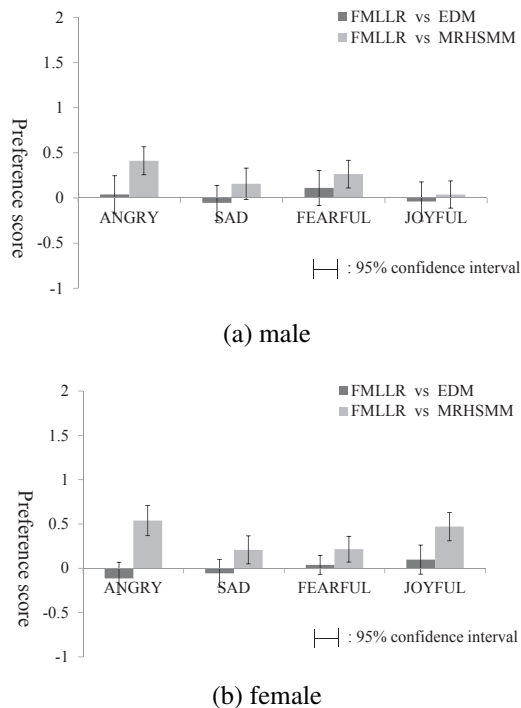 2
1.5
1
0.5
0
-0.5
-1
Preference score
FMLLR vs EDM
FMLLR vs MRHSMM
ANGRY SAD FEARFUL JOYFUL
: 95% confidence interval
(a) male
2
1.5
1
0.5
0
-0.5
-1
Preference score
FMLLR vs EDM
FMLLR vs MRHSMM
ANGRY SAD FEARFUL JOYFUL
: 95% confidence interval
(b) female